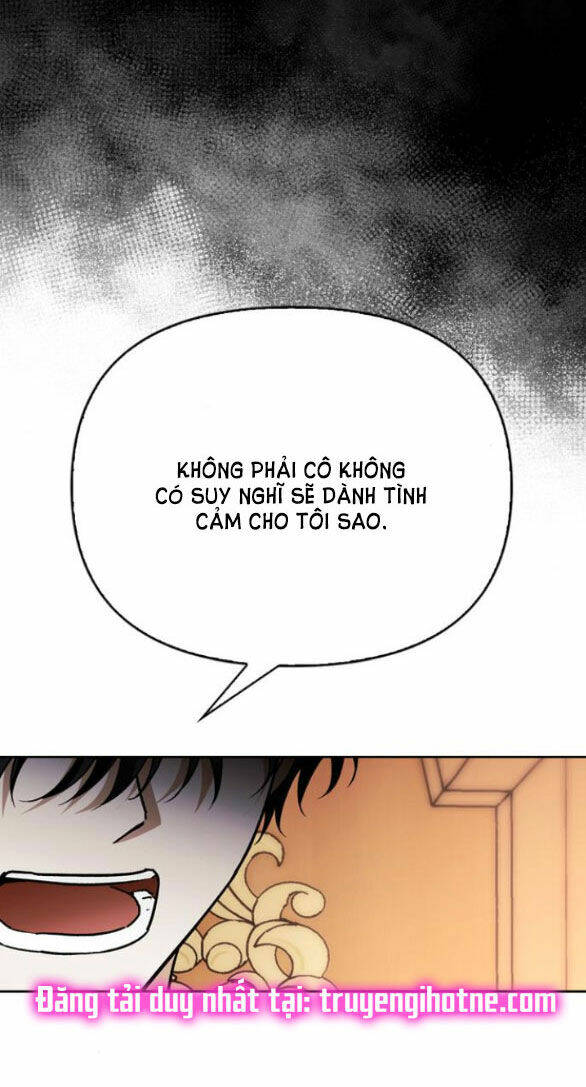 KHÔNG PHẢI CÔ KHÔNG
CÓ SUY NGHĨ SẼ DÀNH TÌNH
CẢM CHO TÔI SAO.
Đăng tải duy nhất tại: truyengihotne.com